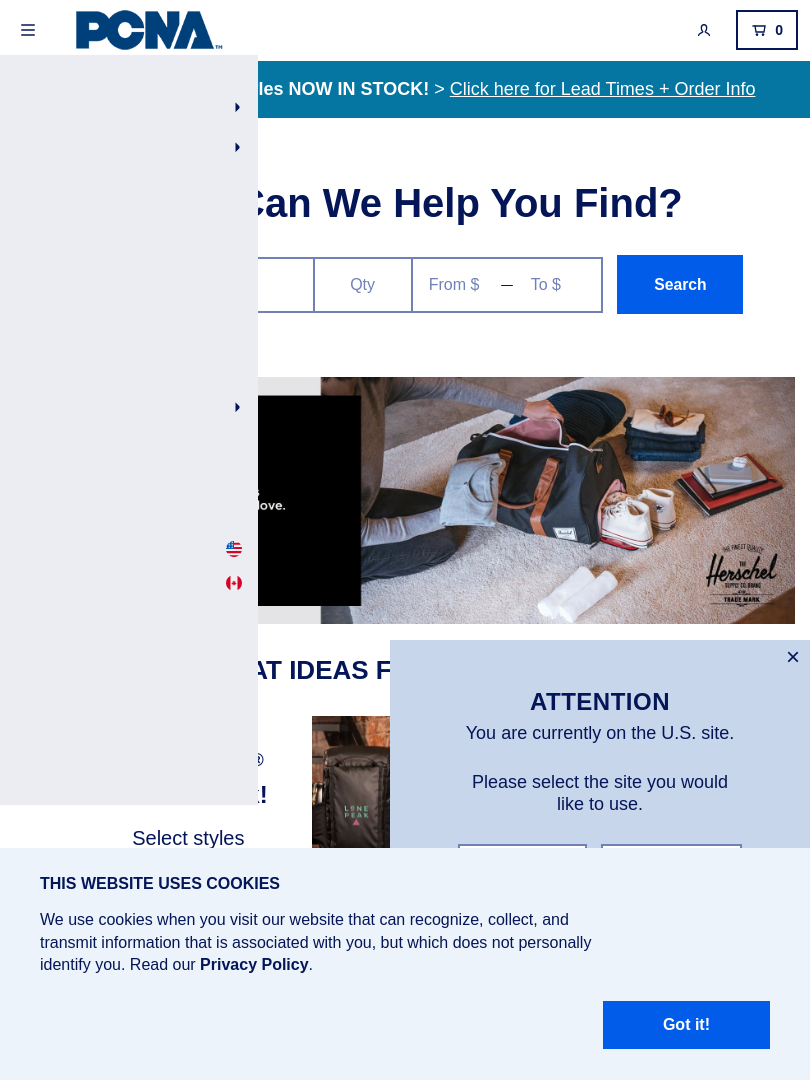 PCNA™
0
les NOW IN STOCK! > Click here for Lead Times + Order Info
Can We Help You Find?
Qty
From $ — To $
Search
love.
THE FINEST QUALITY
THE
Herschel
SUPPLY CO. BRAND
TRADE MARK
AT IDEAS F
×
ATTENTION
You are currently on the U.S. site.
Please select the site you would
like to use.
®
!
LONE
PEAK
Select styles
THIS WEBSITE USES COOKIES
We use cookies when you visit our website that can recognize, collect, and
transmit information that is associated with you, but which does not personally
identify you. Read our Privacy Policy.
Got it!